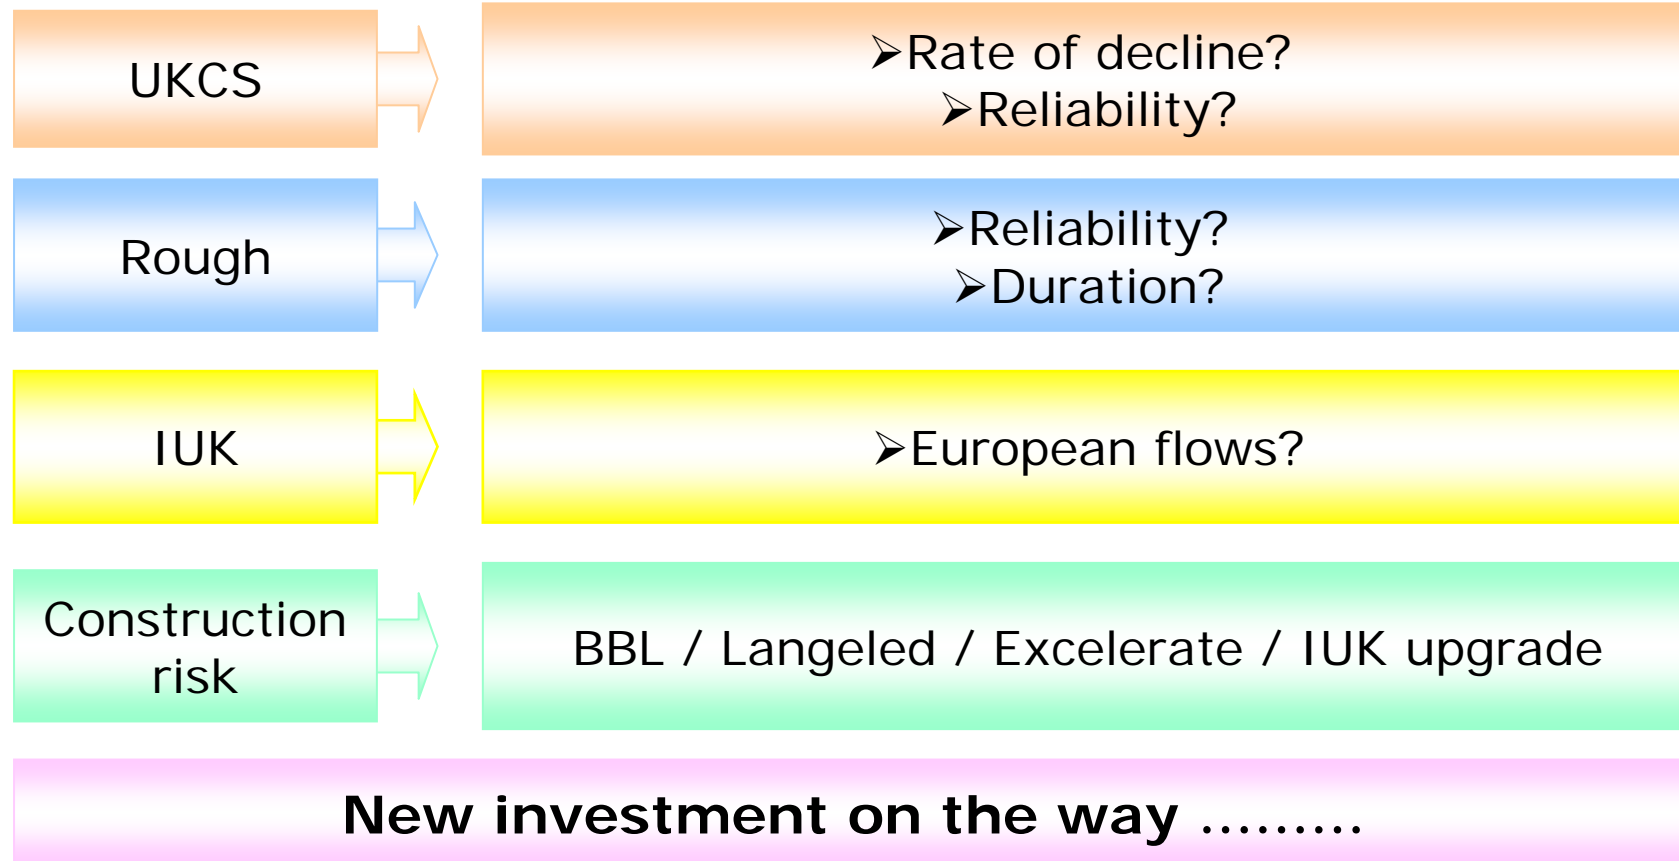 UKCS
➢Rate of decline?
➢Reliability?
Rough
➢Reliability?
➢Duration?
IUK
➢European flows?
Construction
risk
BBL / Langeled / Excelerate / IUK upgrade
New investment on the way .........